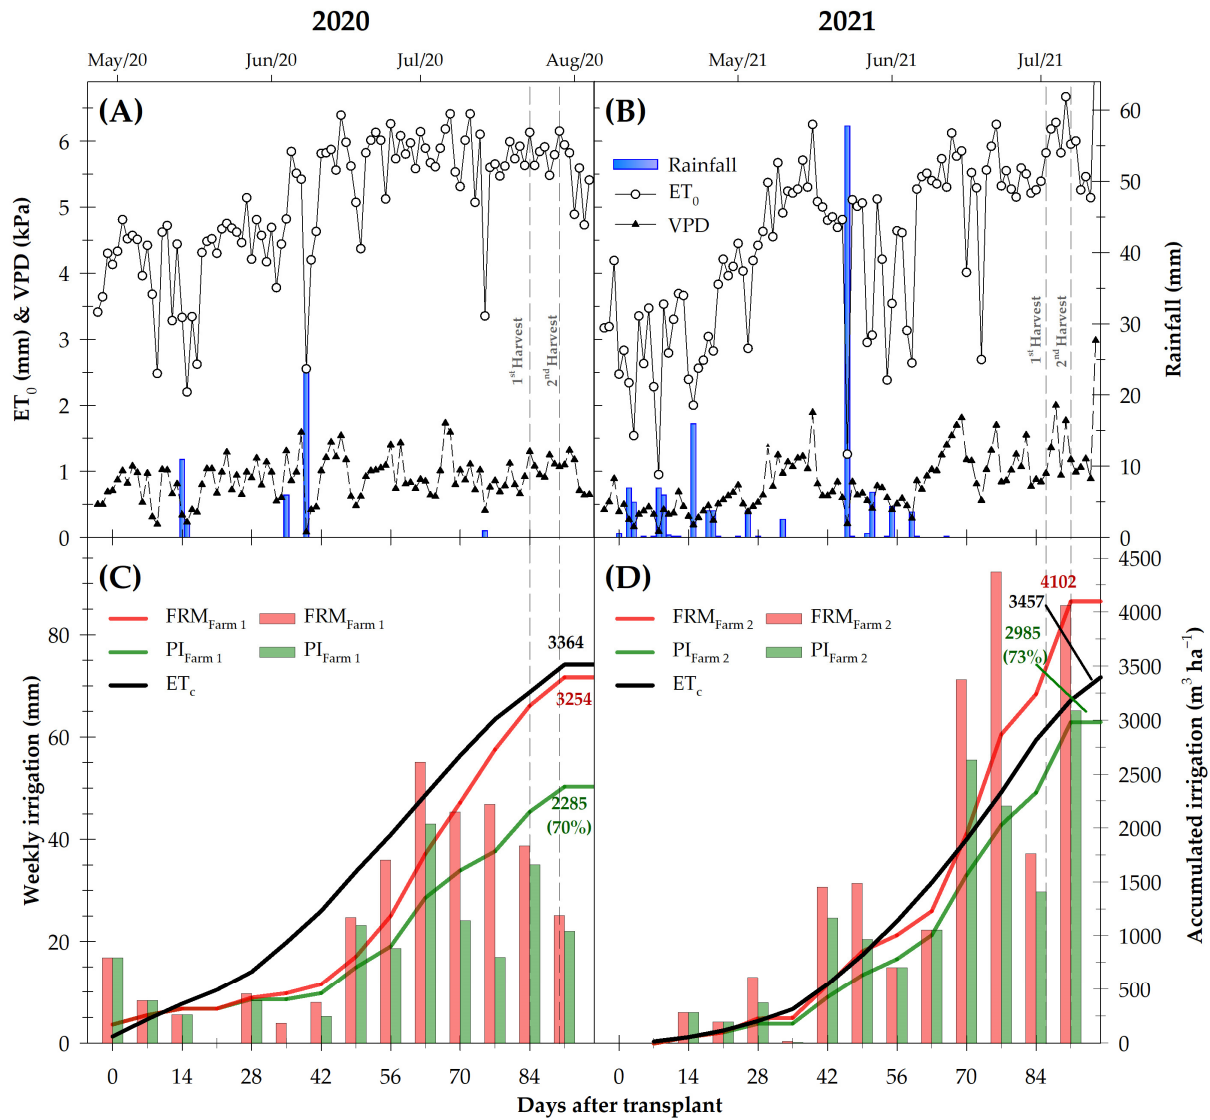 2020
2021
May/20 Jun/20 Jul/20 Aug/20
May/21 Jun/21 Jul/21
(A)
ET0 (mm) & VPD (kPa)
6
5
4
3
2
1
0
1st Harvest
2nd Harvest
(B)
Rainfall
ET0
VPD
1st Harvest
2nd Harvest
60
50
40
30
20
10
0
Rainfall (mm)
(C)
FRMFarm 1 FRMFarm 1
PIFarm 1 PIFarm 1
ETc
3364
3254
2285
(70%)
Weekly irrigation (mm)
80
60
40
20
0
0 14 28 42 56 70 84
(D)
FRMFarm 2 FRMFarm 2
PIFarm 2 PIFarm 2
ETc
4102
3457
2985
(73%)
4500
4000
3500
3000
2500
2000
1500
1000
500
0
Accumulated irrigation (m3 ha−1)
0 14 28 42 56 70 84
Days after transplant